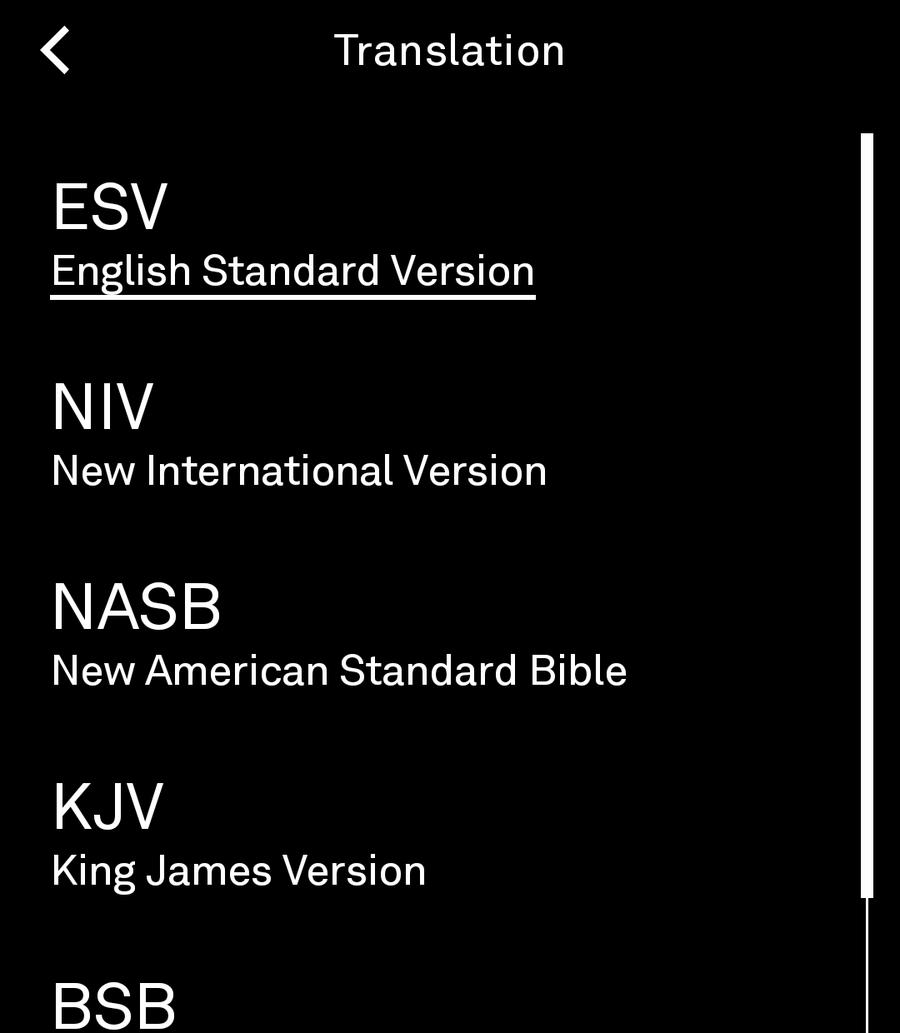 Translation
ESV
English Standard Version
NIV
New International Version
NASB
New American Standard Bible
KJV
King James Version
BSB